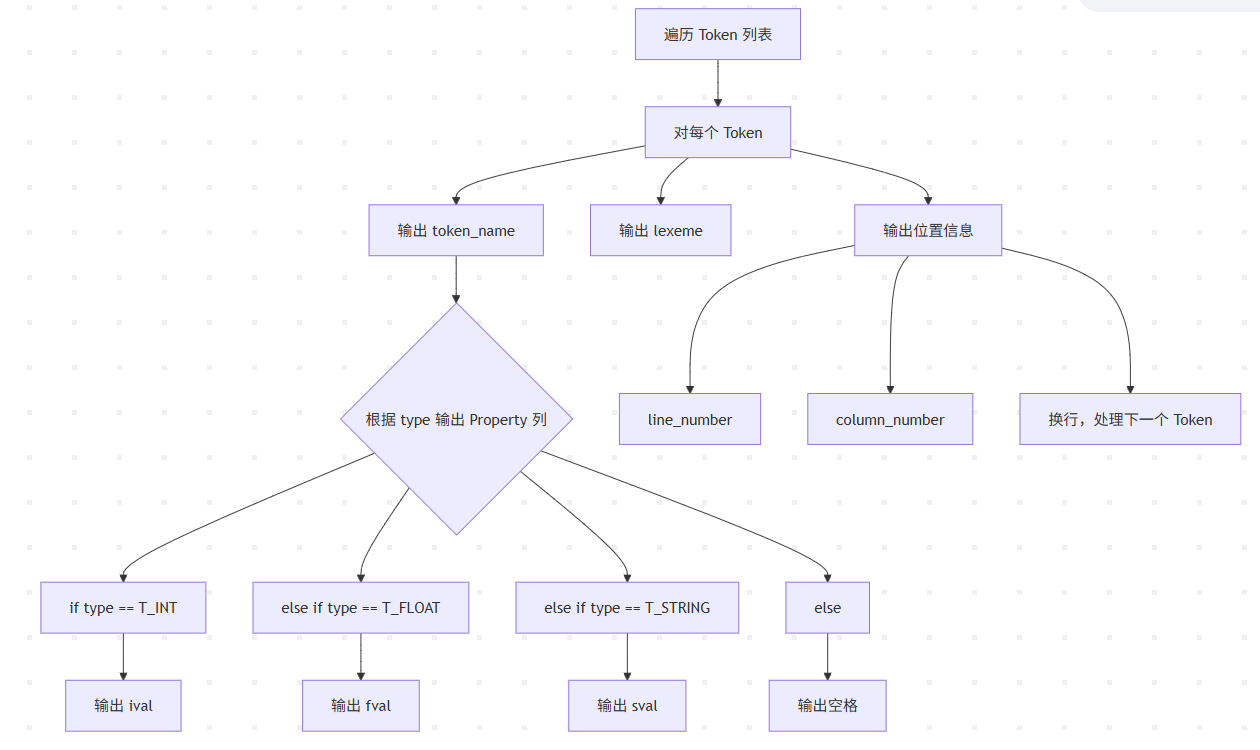 遍历 Token 列表
对每个 Token
输出 token_name
输出 lexeme
输出位置信息
根据 type 输出 Property 列
line_number
column_number
换行，处理下一个 Token
if type == T_INT
else if type == T_FLOAT
else if type == T_STRING
else
输出 ival
输出 fval
输出 sval
输出空格